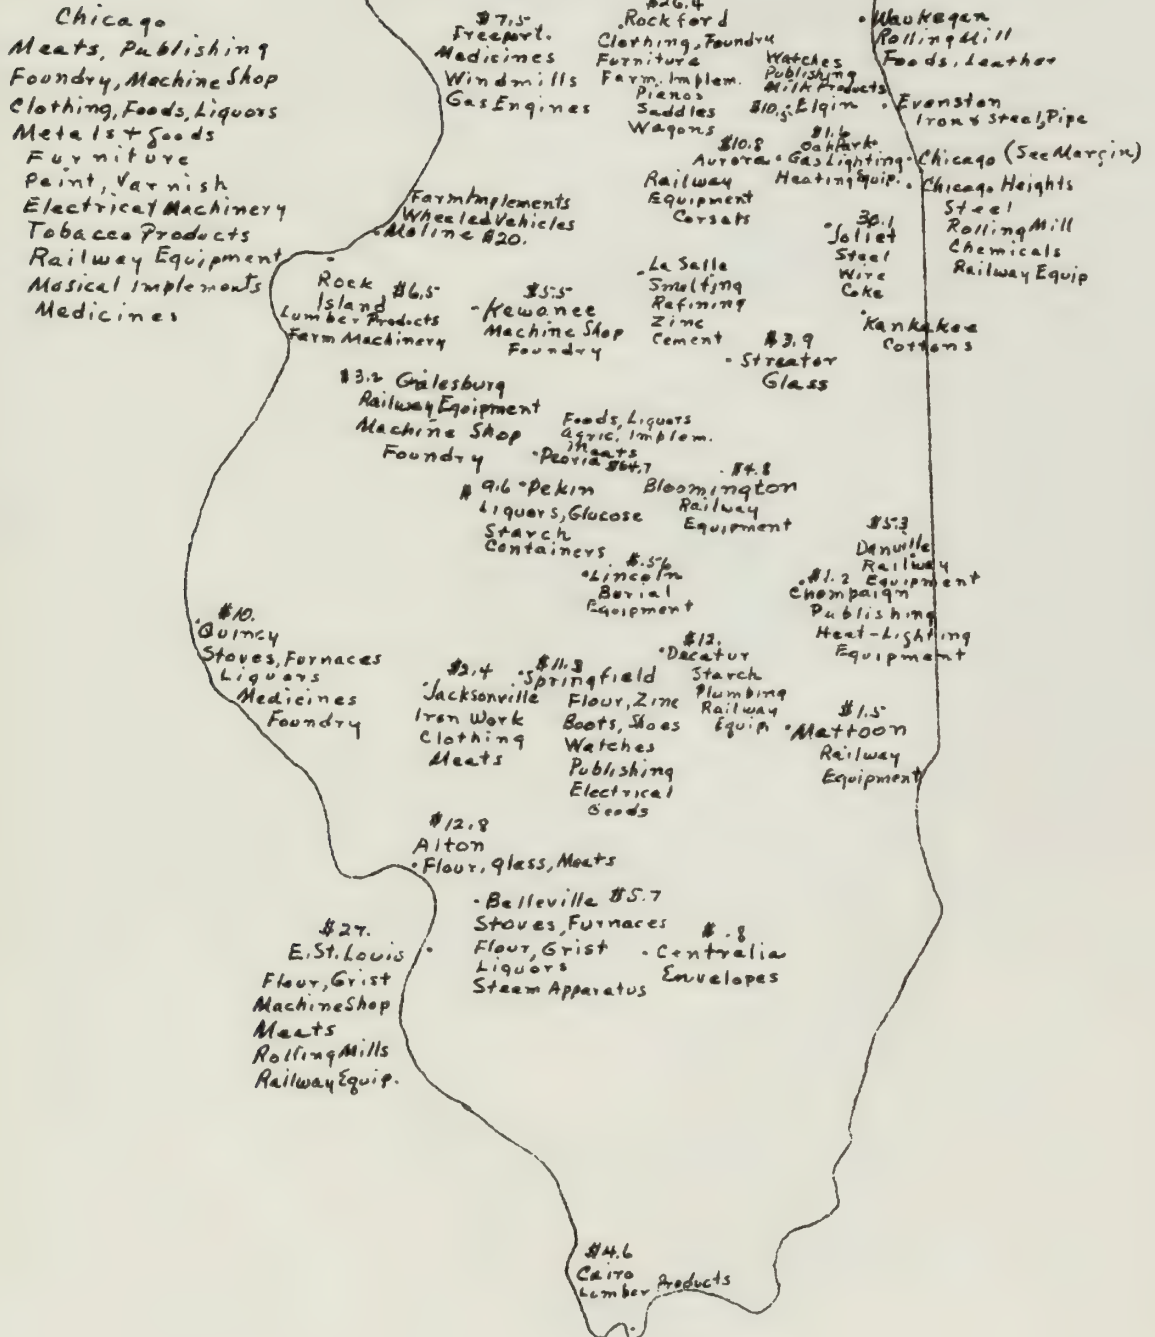 Chicago
Meats, Publishing
Foundry, Machine Shop
Clothing, Foods, Liquors
Metals + Goods
Furniture
Paint, Varnish
Electrical Machinery
Tobacco Products
Railway Equipment
Mosical Implements
Medicines
$7.5
Freeport.
Medicines
Windmills
Gas Engines
$26.4
Rockford
Clothing, Foundry
Furniture
Farm. Implem.
Pianos
Saddles
Wagons
Watches
Publishing
Milk Products
$10.5 Elgin
Waukegan
Rolling Mill
Foods, Leather
Evanston
Iron & Steel, Pipe
$10.8
Aurora
Railway
Equipment
Corsets
$1.6
Oak Park
Gas Lighting
Heating Equip.
Chicago (See Margin)
Chicago Heights
Steel
Rolling Mill
Chemicals
Railway Equip
Farm Implements
Wheeled Vehicles
Moline $20.
30.1
Joliet
Steel
Wire
Coke
Rock
Island $6.5
Lumber Products
Farm Machinery
$5.5
Kewanee
Machine Shop
Foundry
La Salle
Smelting
Refining
Zinc
Cement
Kankakee
Cottons
$3.9
Streator
Glass
$3.2 Galesburg
Railway Equipment
Machine Shop
Foundry
Foods, Liquors
Agric. Implem.
Meats
Peoria $64.7
$9.6 Pekin
Liquors, Glucose
Starch
Containers
$4.8
Bloomington
Railway
Equipment
$5.3
Danville
Railway
Equipment
$.56
Lincoln
Burial
Equipment
$1.2
Champaign
Publishing
Heat-Lighting
Equipment
$10.
Quincy
Stoves, Furnaces
Liquors
Medicines
Foundry
$2.4
Jacksonville
Iron Work
Clothing
Meats
$11.3
Springfield
Flour, Zinc
Boots, Shoes
Watches
Publishing
Electrical
Goods
$12.
Decatur
Starch
Plumbing
Railway
Equip
$1.5
Mattoon
Railway
Equipment
$12.8
Alton
Flour, Glass, Meats
Belleville $5.7
Stoves, Furnaces
Flour, Grist
Liquors
Steam Apparatus
$.8
Centralia
Envelopes
$27.
E. St. Louis
Flour, Grist
Machine Shop
Meats
Rolling Mills
Railway Equip.
$4.6
Cairo
Lumber Products